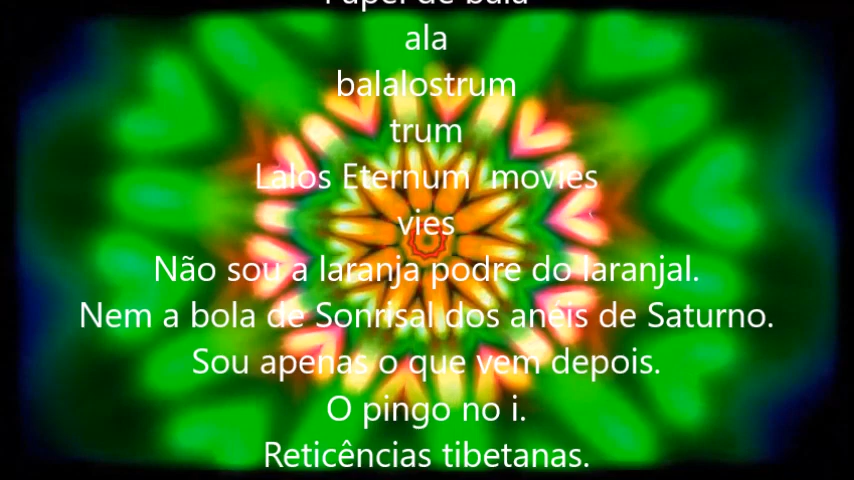 Papel de bala
ala
balalostrum
trum
Lalos Eternum  movies
vies
Não sou a laranja podre do laranjal.
Nem a bola de Sonrisal dos anéis de Saturno.
Sou apenas o que vem depois.
O pingo no i.
Reticências tibetanas.